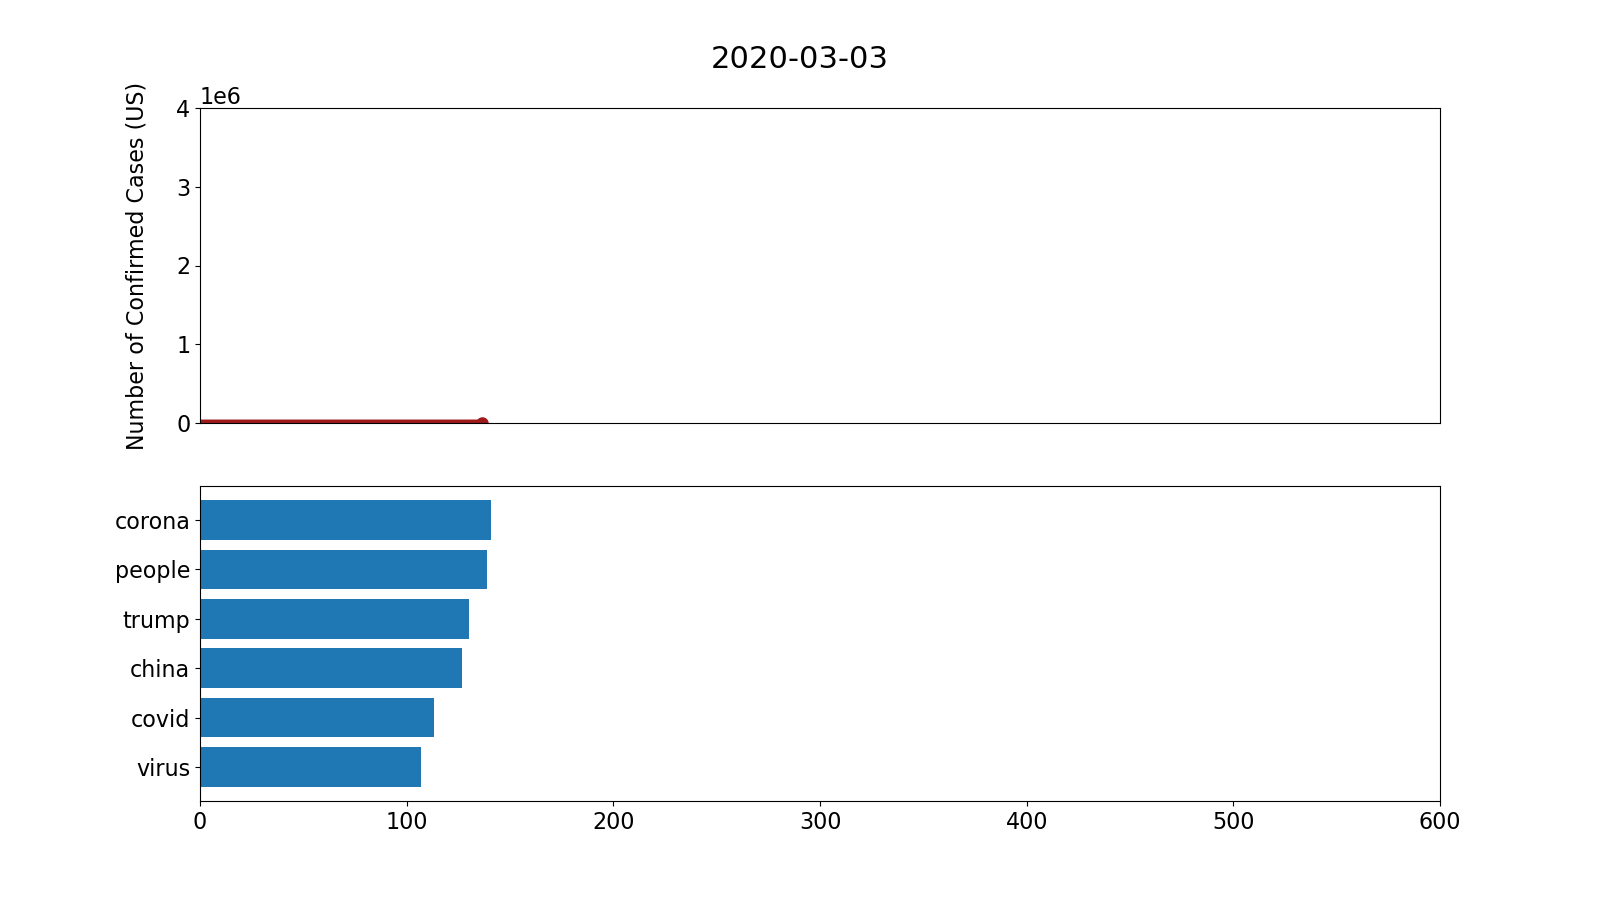 2020-03-03
1e6
Number of Confirmed Cases (US)
4
3
2
1
0
corona
people
trump
china
covid
virus
0 100 200 300 400 500 600